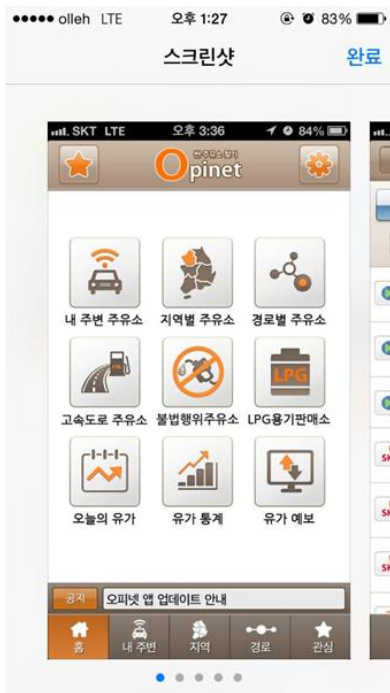 olleh LTE 오후 1:27 83%
스크린샷 완료
SKT LTE 오후 3:36 84%
Opinet
내 주변 주유소 지역별 주유소 경로별 주유소
LPG
고속도로 주유소 불법행위주유소 LPG용기판매소
오늘의 유가 유가 통계 유가 예보
공지 오피넷 앱 업데이트 안내
홈 내 주변 지역 경로 관심